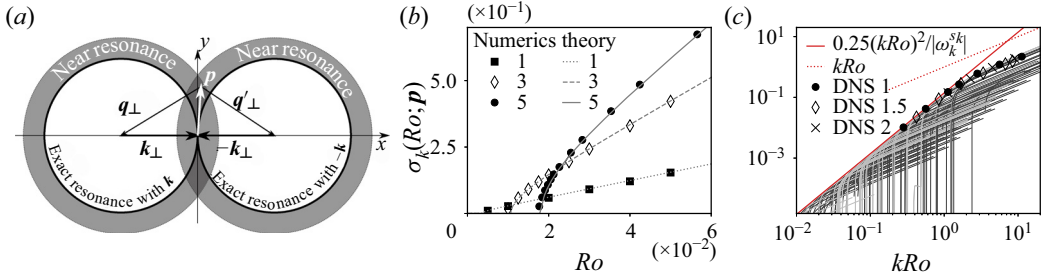 (a)
Near resonance
Near resonance
y
p
q⊥
q′⊥
k⊥
−k⊥
x
Exact resonance with k
Exact resonance with −k
(b)
(×10⁻¹)
Numerics theory
1 1
3 3
5 5
5.0
2.5
0
2
4
6
(×10⁻²)
σₖ(Ro; p)
Ro
(c)
10¹
10⁻¹
10⁻³
10⁻²
10⁰
10¹
0.25(kRo)²/|ωₖˢᵏ|
kRo
DNS 1
DNS 1.5
DNS 2
kRo